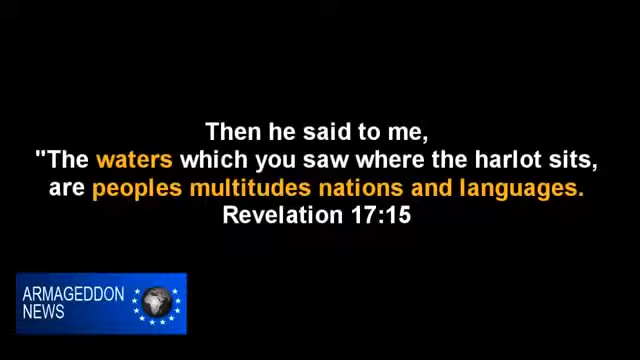 Then he said to me,
"The waters which you saw where the harlot sits,
are peoples multitudes nations and languages.
Revelation 17:15
ARMAGEDDON
NEWS